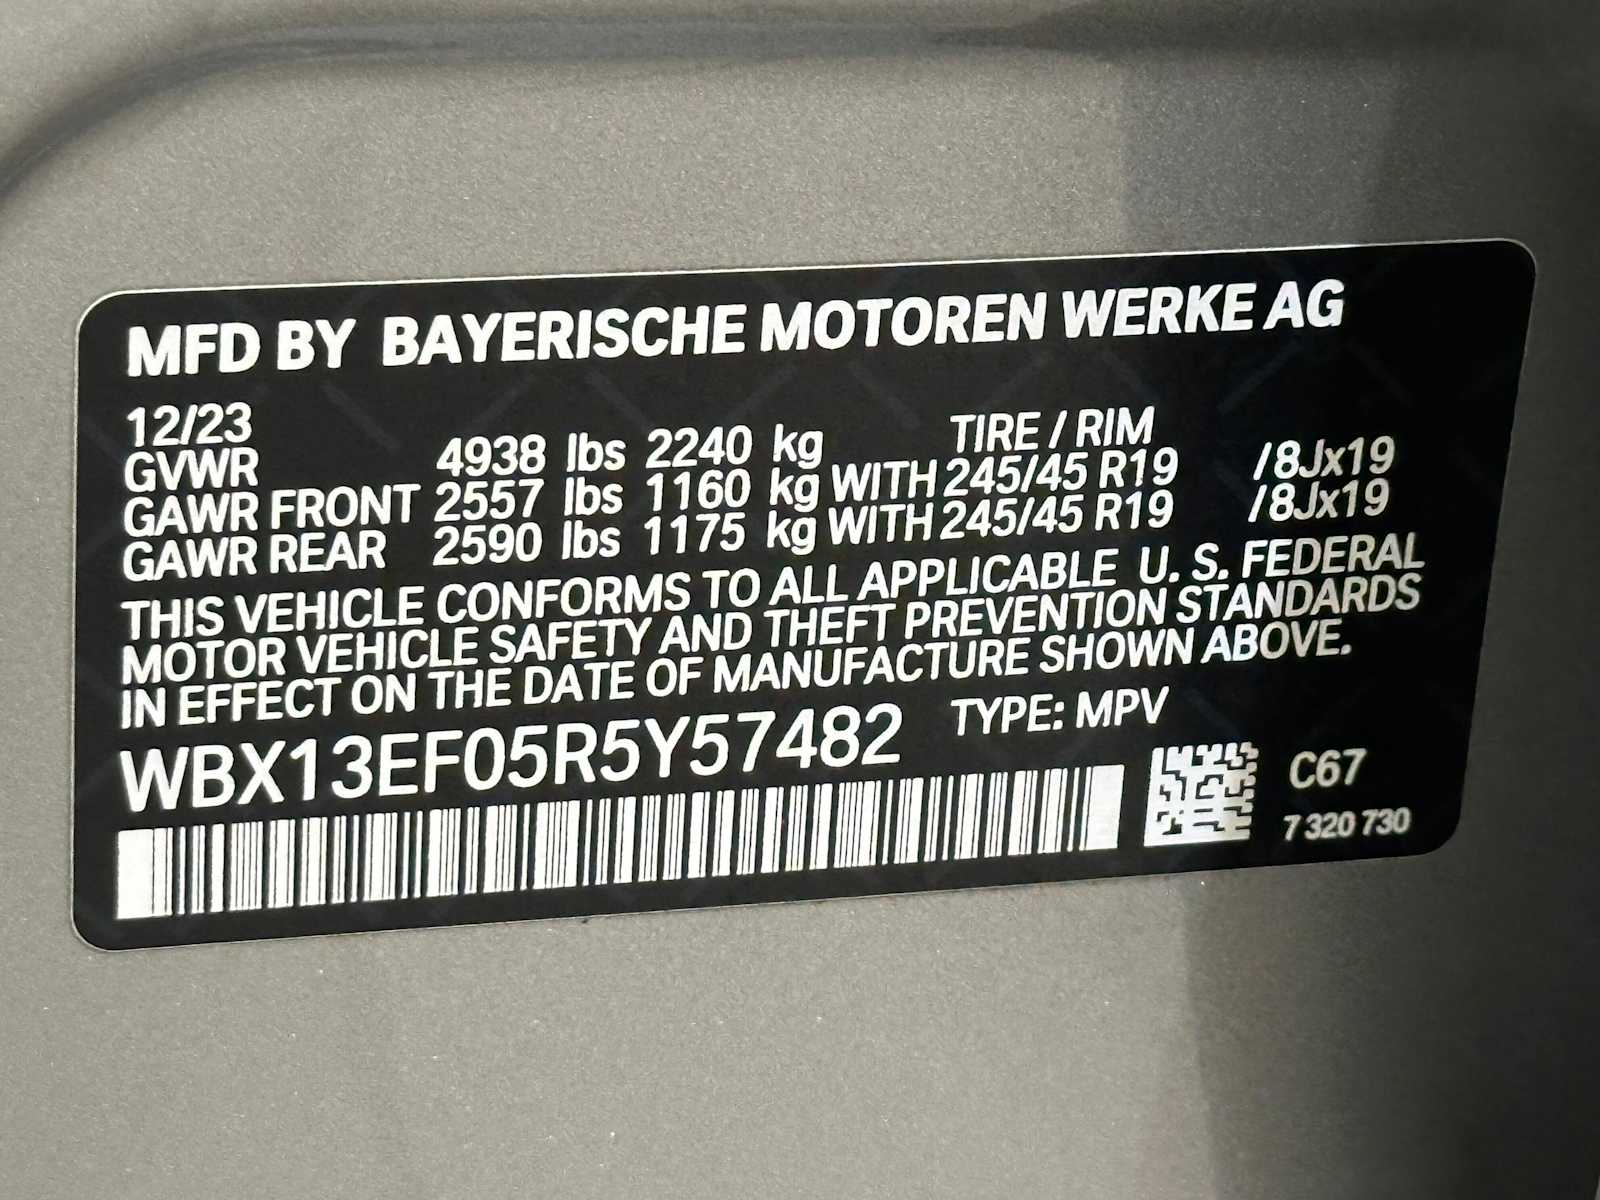 MFD BY BAYERISCHE MOTOREN WERKE AG
12/23 TIRE / RIM
GVWR 4938 lbs 2240 kg
GAWR FRONT 2557 lbs 1160 kg WITH 245/45 R19 /8Jx19
GAWR REAR 2590 lbs 1175 kg WITH 245/45 R19 /8Jx19
THIS VEHICLE CONFORMS TO ALL APPLICABLE U. S. FEDERAL
MOTOR VEHICLE SAFETY AND THEFT PREVENTION STANDARDS
IN EFFECT ON THE DATE OF MANUFACTURE SHOWN ABOVE.
WBX13EF05R5Y57482 TYPE: MPV
C67
7 320 730